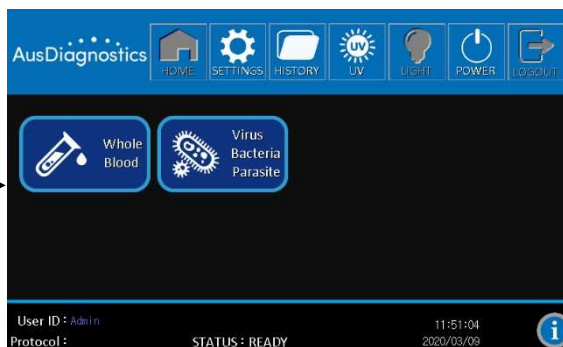 AusDiagnostics
HOME
SETTINGS
HISTORY
UV
UV
LIGHT
POWER
LOGOUT
Whole
Blood
Virus
Bacteria
Parasite
User ID : Admin
11:51:04
Protocol :
STATUS : READY
2020/03/09
i